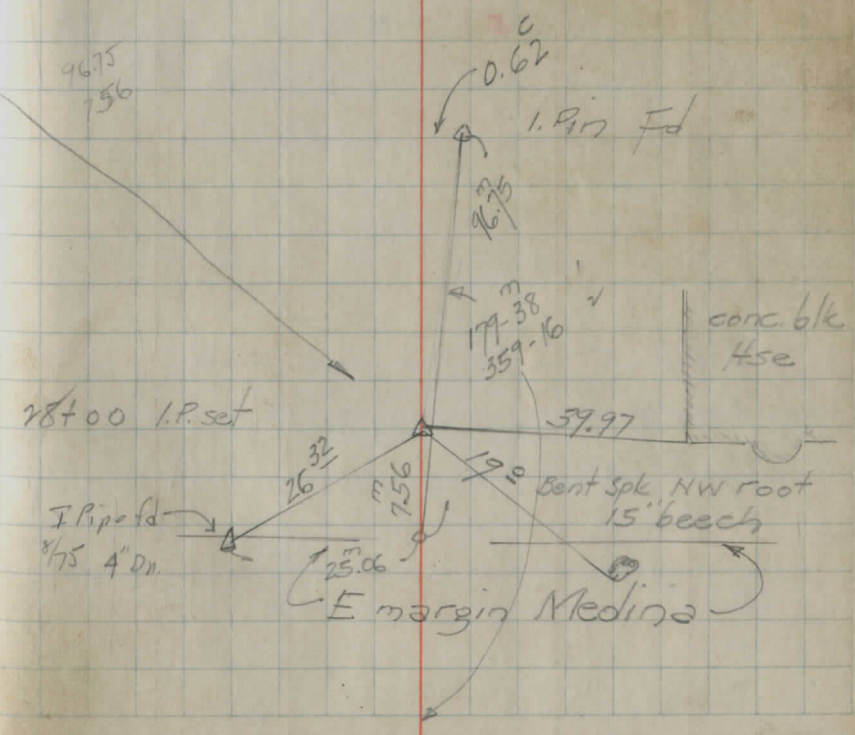 96.75
7.56
c
0.62
I. Pin Fd
m
96.75
m
179-38
359-16
conc. blk
Hse
28+00 I.P. set
59.97
26 32
m
7.56
19 10
Bent Spk NW root
15" beech
I Pipe fd
8/75 4" Dn.
m
25.06
E margin Medina